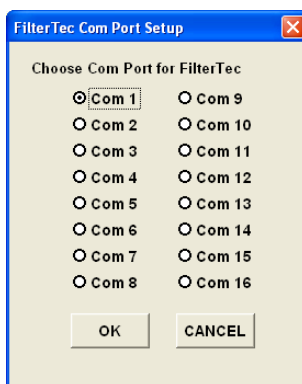 FilterTec Com Port Setup
Choose Com Port for FilterTec
Com 1
Com 2
Com 3
Com 4
Com 5
Com 6
Com 7
Com 8
Com 9
Com 10
Com 11
Com 12
Com 13
Com 14
Com 15
Com 16
OK
CANCEL